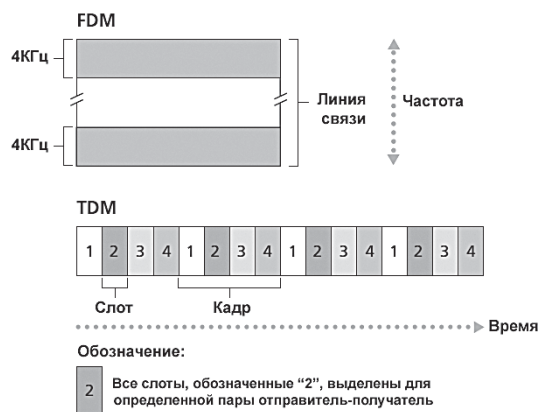 FDM
4КГц
Линия
связи
Частота
4КГц
TDM
1 2 3 4 1 2 3 4 1 2 3 4 1 2 3 4
Слот
Кадр
Время
Обозначение:
2
Все слоты, обозначенные “2”, выделены для
определенной пары отправитель-получатель